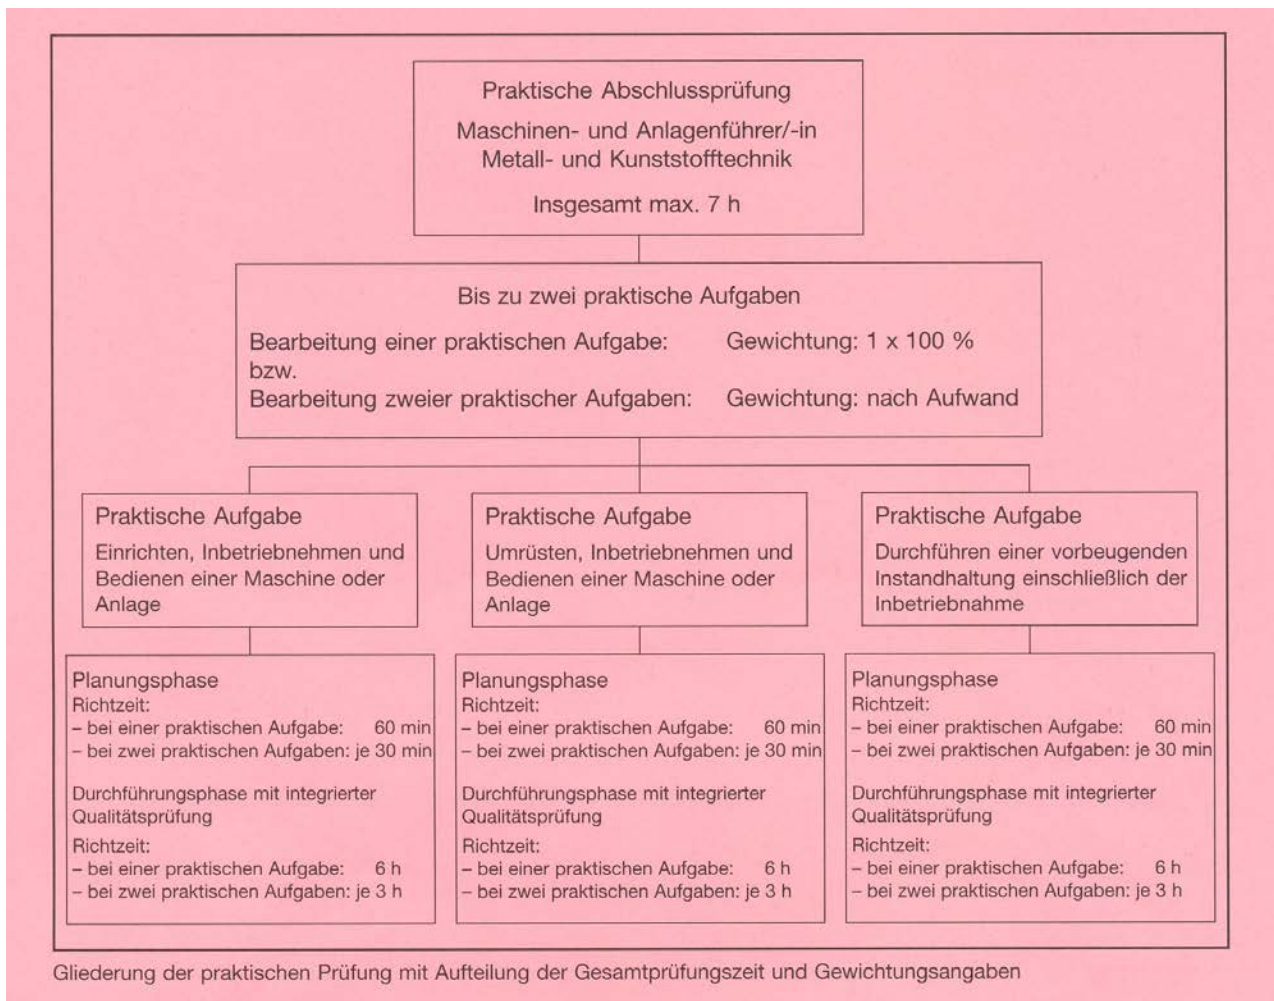 Praktische Abschlussprüfung
Maschinen- und Anlagenführer/-in
Metall- und Kunststofftechnik
Insgesamt max. 7 h
Bis zu zwei praktische Aufgaben
Bearbeitung einer praktischen Aufgabe: Gewichtung: 1 x 100 %
bzw.
Bearbeitung zweier praktischer Aufgaben: Gewichtung: nach Aufwand
Praktische Aufgabe
Einrichten, Inbetriebnehmen und
Bedienen einer Maschine oder
Anlage
Praktische Aufgabe
Umrüsten, Inbetriebnehmen und
Bedienen einer Maschine oder
Anlage
Praktische Aufgabe
Durchführen einer vorbeugenden
Instandhaltung einschließlich der
Inbetriebnahme
Planungsphase
Richtzeit:
– bei einer praktischen Aufgabe: 60 min
– bei zwei praktischen Aufgaben: je 30 min
Durchführungsphase mit integrierter
Qualitätsprüfung
Richtzeit:
– bei einer praktischen Aufgabe: 6 h
– bei zwei praktischen Aufgaben: je 3 h
Planungsphase
Richtzeit:
– bei einer praktischen Aufgabe: 60 min
– bei zwei praktischen Aufgaben: je 30 min
Durchführungsphase mit integrierter
Qualitätsprüfung
Richtzeit:
– bei einer praktischen Aufgabe: 6 h
– bei zwei praktischen Aufgaben: je 3 h
Planungsphase
Richtzeit:
– bei einer praktischen Aufgabe: 60 min
– bei zwei praktischen Aufgaben: je 30 min
Durchführungsphase mit integrierter
Qualitätsprüfung
Richtzeit:
– bei einer praktischen Aufgabe: 6 h
– bei zwei praktischen Aufgaben: je 3 h
Gliederung der praktischen Prüfung mit Aufteilung der Gesamtprüfungszeit und Gewichtungsangaben